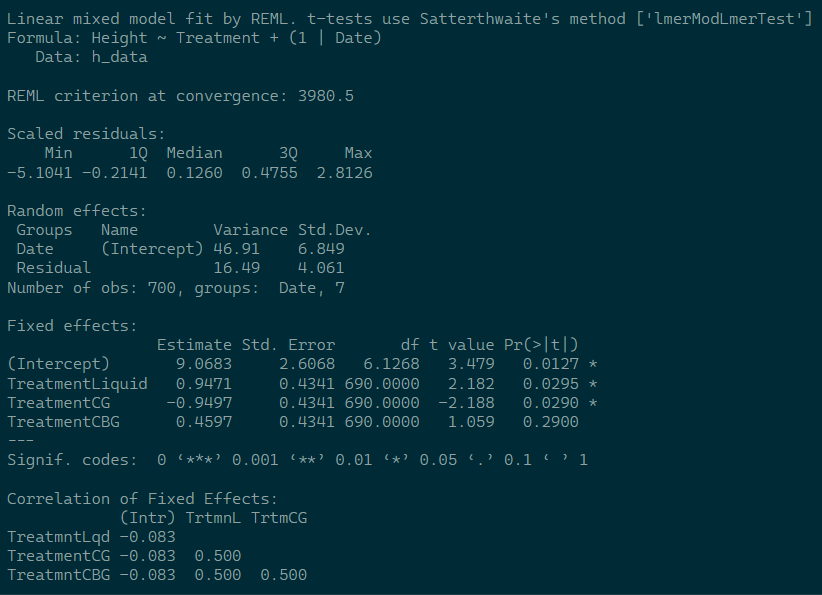 Linear mixed model fit by REML. t-tests use Satterthwaite's method ['lmerModLmerTest']
Formula: Height ~ Treatment + (1 | Date)
   Data: h_data

REML criterion at convergence: 3980.5

Scaled residuals:
    Min      1Q  Median      3Q     Max
-5.1041 -0.2141  0.1260  0.4755  2.8126

Random effects:
 Groups   Name        Variance Std.Dev.
 Date     (Intercept) 46.91    6.849
 Residual             16.49    4.061
Number of obs: 700, groups:  Date, 7

Fixed effects:
                Estimate Std. Error       df t value Pr(>|t|)
(Intercept)       9.0683     2.6068   6.1268   3.479   0.0127 *
TreatmentLiquid   0.9471     0.4341 690.0000   2.182   0.0295 *
TreatmentCG      -0.9497     0.4341 690.0000  -2.188   0.0290 *
TreatmentCBG      0.4597     0.4341 690.0000   1.059   0.2900
---
Signif. codes:  0 ‘***’ 0.001 ‘**’ 0.01 ‘*’ 0.05 ‘.’ 0.1 ‘ ’ 1

Correlation of Fixed Effects:
            (Intr) TrtmnL TrtmCG
TreatmntLqd -0.083
TreatmentCG -0.083  0.500
TreatmntCBG -0.083  0.500  0.500